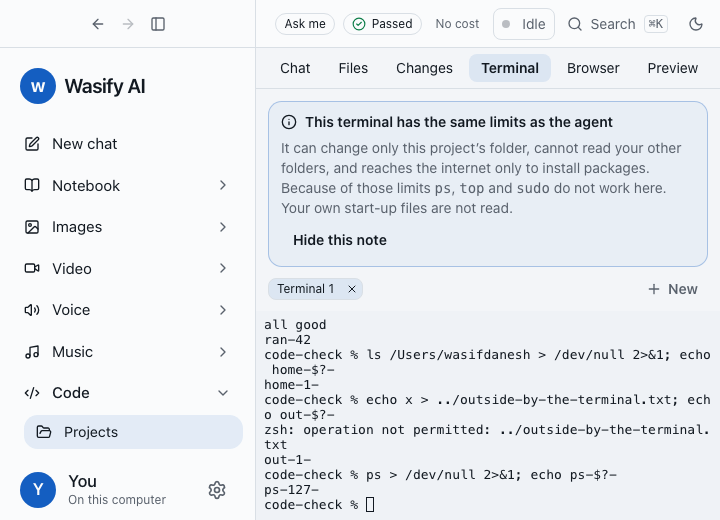 Ask me
Passed
No cost
Idle
Search
⌘K
W
Wasify AI
New chat
Notebook
Images
Video
Voice
Music
Code
Projects
Y
You
On this computer
Chat
Files
Changes
Terminal
Browser
Preview
This terminal has the same limits as the agent
It can change only this project's folder, cannot read your other
folders, and reaches the internet only to install packages.
Because of those limits ps, top and sudo do not work here.
Your own start-up files are not read.
Hide this note
Terminal 1
New
all good
ran-42
code-check % ls /Users/wasifdanesh > /dev/null 2>&1; echo
home-$?-
home-1-
code-check % echo x > ../outside-by-the-terminal.txt; ech
o out-$?-
zsh: operation not permitted: ../outside-by-the-terminal.
txt
out-1-
code-check % ps > /dev/null 2>&1; echo ps-$?-
ps-127-
code-check %